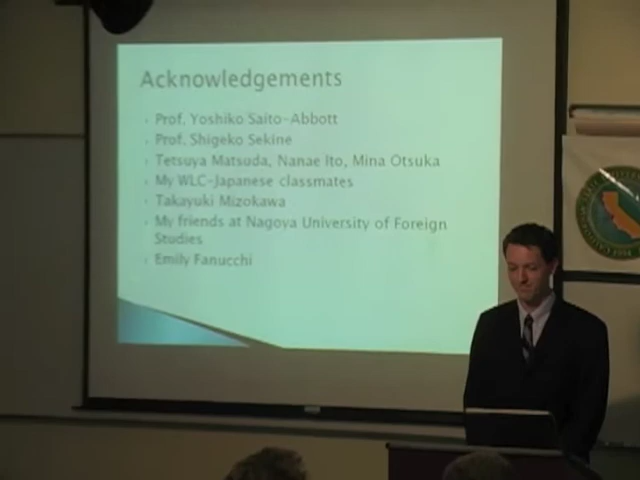 Acknowledgements
Prof. Yoshiko Saito-Abbott
Prof. Shigeko Sekine
Tetsuya Matsuda, Nanae Ito, Mina Otsuka
My WLC-Japanese classmates
Takayuki Mizokawa
My friends at Nagoya University of Foreign
Studies
Emily Fanucchi